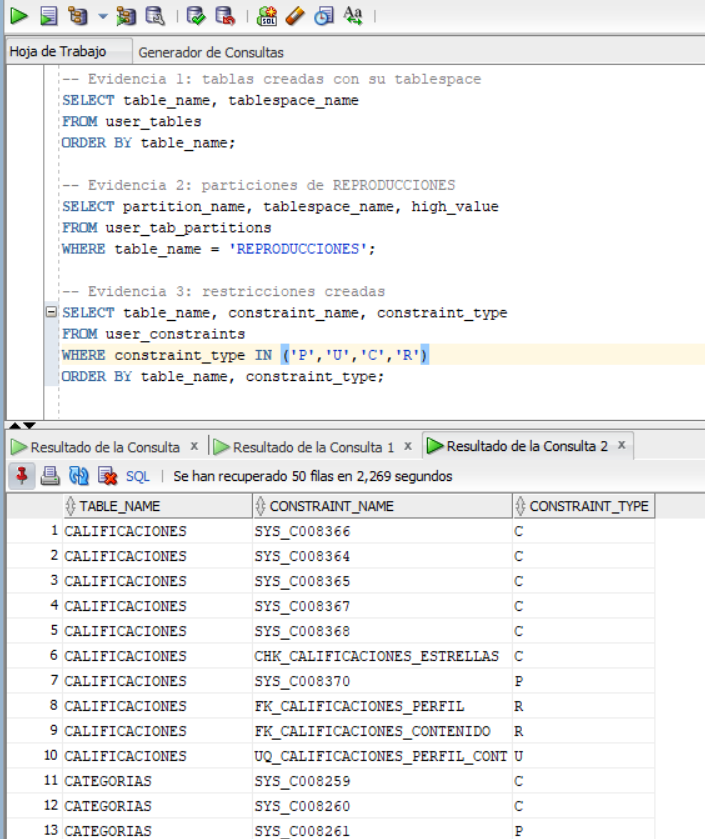 SQL
Aa
Hoja de Trabajo Generador de Consultas
-- Evidencia 1: tablas creadas con su tablespace
SELECT table_name, tablespace_name
FROM user_tables
ORDER BY table_name;
-- Evidencia 2: particiones de REPRODUCCIONES
SELECT partition_name, tablespace_name, high_value
FROM user_tab_partitions
WHERE table_name = 'REPRODUCCIONES';
-- Evidencia 3: restricciones creadas
SELECT table_name, constraint_name, constraint_type
FROM user_constraints
WHERE constraint_type IN ('P','U','C','R')
ORDER BY table_name, constraint_type;
Resultado de la Consulta x Resultado de la Consulta 1 x Resultado de la Consulta 2 x
SQL | Se han recuperado 50 filas en 2,269 segundos
TABLE_NAME CONSTRAINT_NAME CONSTRAINT_TYPE
1 CALIFICACIONES SYS_C008366 C
2 CALIFICACIONES SYS_C008364 C
3 CALIFICACIONES SYS_C008365 C
4 CALIFICACIONES SYS_C008367 C
5 CALIFICACIONES SYS_C008368 C
6 CALIFICACIONES CHK_CALIFICACIONES_ESTRELLAS C
7 CALIFICACIONES SYS_C008370 P
8 CALIFICACIONES FK_CALIFICACIONES_PERFIL R
9 CALIFICACIONES FK_CALIFICACIONES_CONTENIDO R
10 CALIFICACIONES UQ_CALIFICACIONES_PERFIL_CONT U
11 CATEGORIAS SYS_C008259 C
12 CATEGORIAS SYS_C008260 C
13 CATEGORIAS SYS_C008261 P